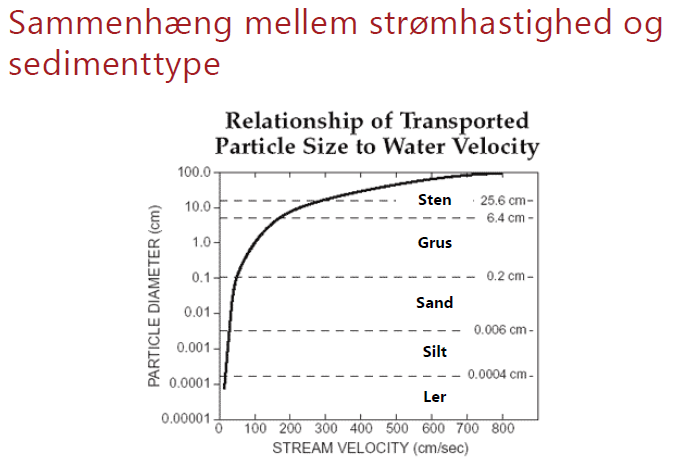 Sammenhæng mellem strømhastighed og
sedimenttype
Relationship of Transported
Particle Size to Water Velocity
PARTICLE DIAMETER (cm)
100.0
10.0
1.0
0.1
0.01
0.001
0.0001
0.00001
Sten
25.6 cm
6.4 cm
Grus
0.2 cm
Sand
0.006 cm
Silt
0.0004 cm
Ler
0 100 200 300 400 500 600 700 800
STREAM VELOCITY (cm/sec)